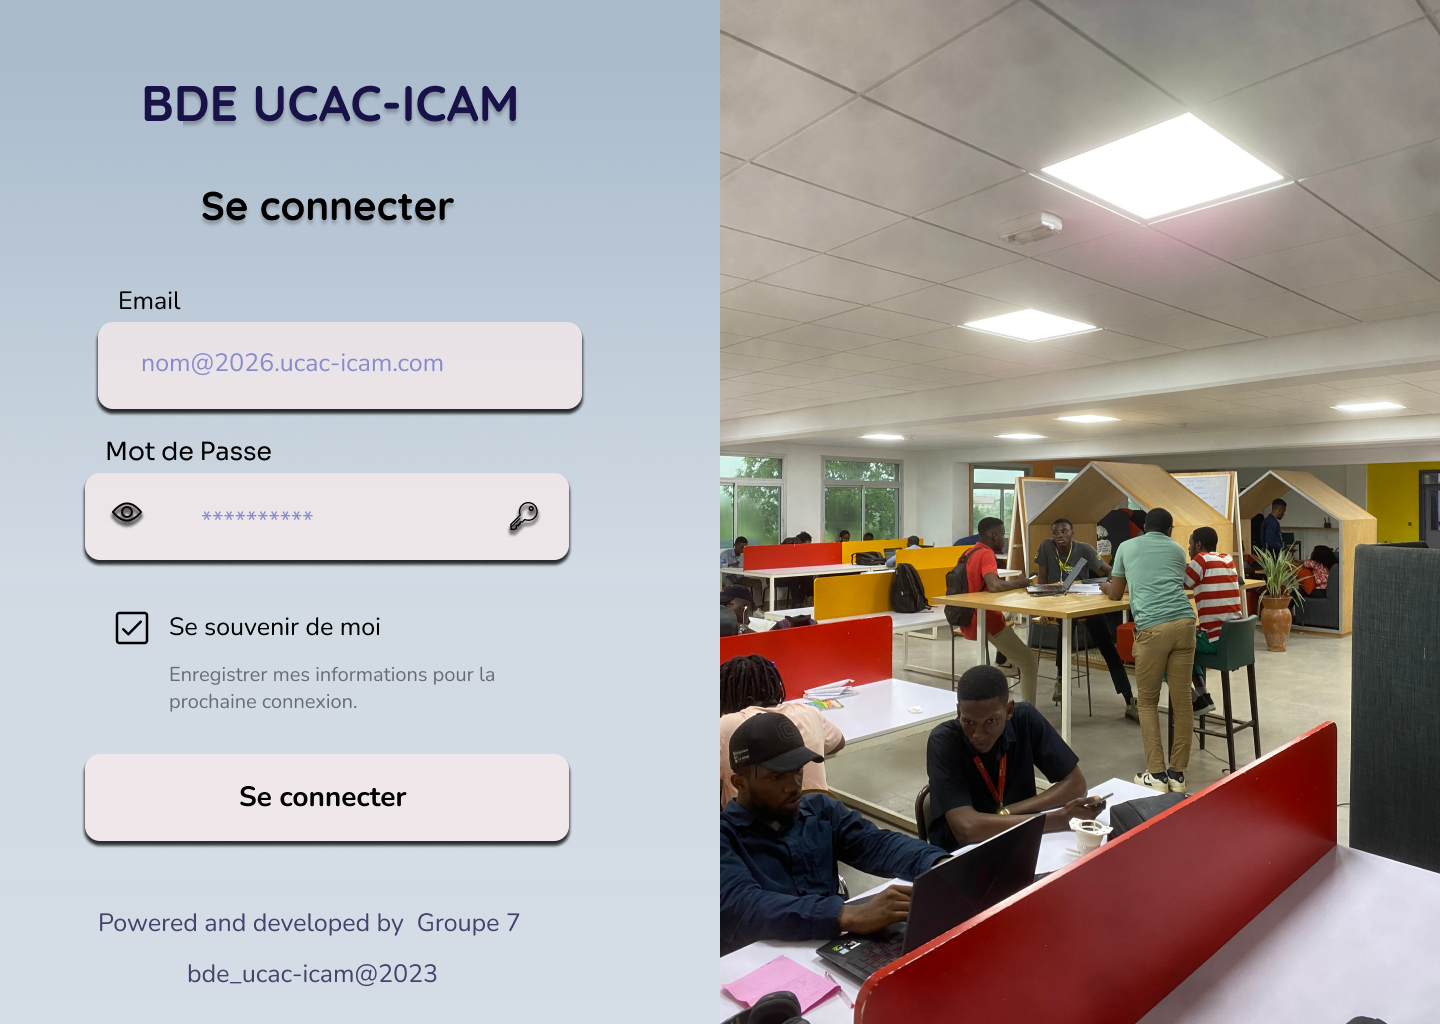 BDE UCAC-ICAM
Se connecter
Email
nom@2026.ucac-icam.com
Mot de Passe
**********
Se souvenir de moi
Enregistrer mes informations pour la
prochaine connexion.
Se connecter
Powered and developed by Groupe 7
bde_ucac-icam@2023